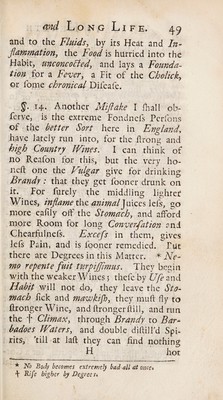 and LONG LIFE. 49
and to the Fluids, by its Heat and In-
flammation, the Food is hurried into the
Habit, unconcocted, and lays a Founda-
tion for a Fever, a Fit of the Cholick,
or some chronical Disease.
§. 14. Another Mistake I shall ob-
serve, is the extreme Fondness Persons
of the better Sort here in England,
have lately run into, for the strong and
high Country Wines. I can think of
no Reason for this, but the very ho-
nest one the Vulgar give for drinking
Brandy: that they get sooner drunk on
it. For surely the middling lighter
Wines, inflame the animal Juices less, go
more easily off the Stomach, and afford
more Room for long Conversation and
Chearfulness. Excess in them, gives
less Pain, and is sooner remedied. But
there are Degrees in this Matter. * Ne-
mo repente fuit turpissimus. They begin
with the weaker Wines; these by Use and
Habit will not do, they leave the Sto-
mach sick and mawkish, they must fly to
stronger Wine, and stronger still, and run
the † Climax, through Brandy to Bar-
badoes Waters, and double distill'd Spi-
rits, 'till at last they can find nothing
H hot
* No Body becomes extremely bad all at once.
† Rise higher by Degrees.